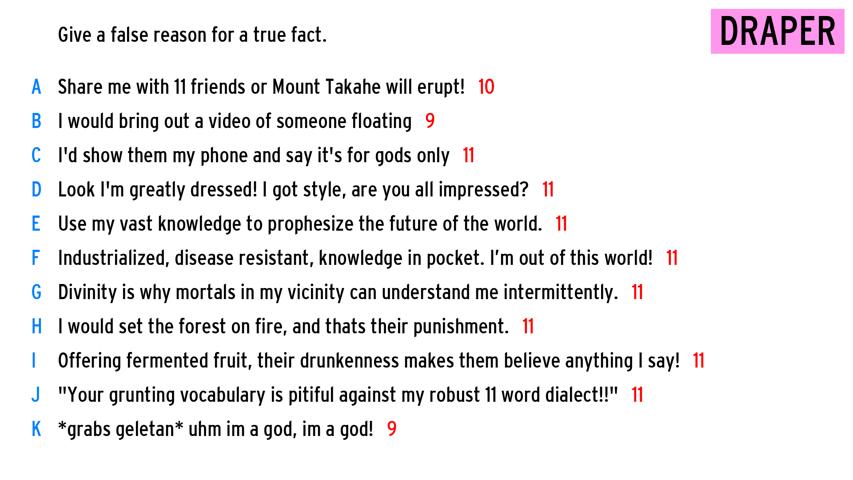 Give a false reason for a true fact.
DRAPER
A Share me with 11 friends or Mount Takahe will erupt! 10
B I would bring out a video of someone floating 9
C I'd show them my phone and say it's for gods only 11
D Look I'm greatly dressed! I got style, are you all impressed? 11
E Use my vast knowledge to prophesize the future of the world. 11
F Industrialized, disease resistant, knowledge in pocket. I'm out of this world! 11
G Divinity is why mortals in my vicinity can understand me intermittently. 11
H I would set the forest on fire, and thats their punishment. 11
I Offering fermented fruit, their drunkenness makes them believe anything I say! 11
J "Your grunting vocabulary is pitiful against my robust 11 word dialect!!" 11
K *grabs geletan* uhm im a god, im a god! 9